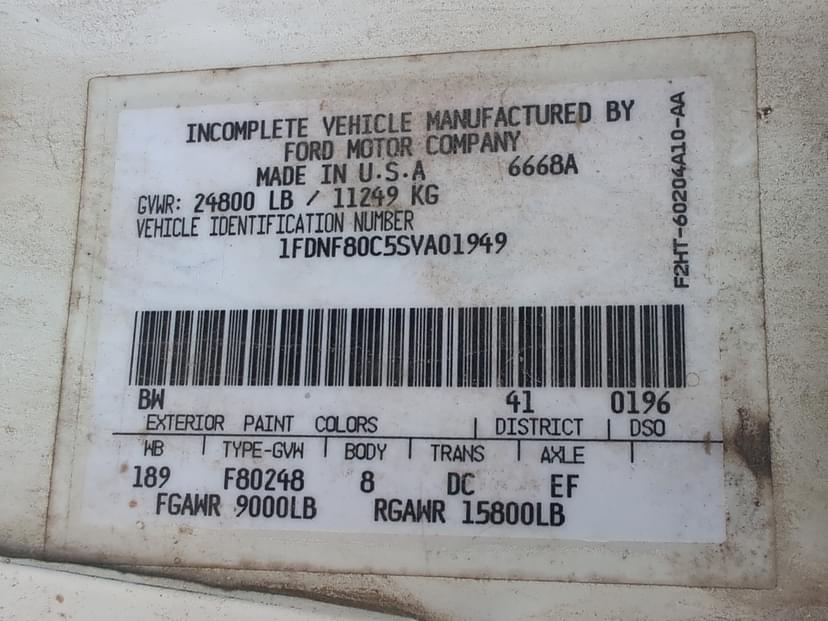 INCOMPLETE VEHICLE MANUFACTURED BY
FORD MOTOR COMPANY
MADE IN U.S.A 6668A
GVWR: 24800 LB / 11249 KG
VEHICLE IDENTIFICATION NUMBER
1FDNF80C5SVA01949
F2HT-60204A10-AA
BW 41 0196
EXTERIOR PAINT COLORS | DISTRICT | DSO
WB | TYPE-GVW | BODY | TRANS | AXLE |
189 F80248 8 DC EF
FGAWR 9000LB RGAWR 15800LB